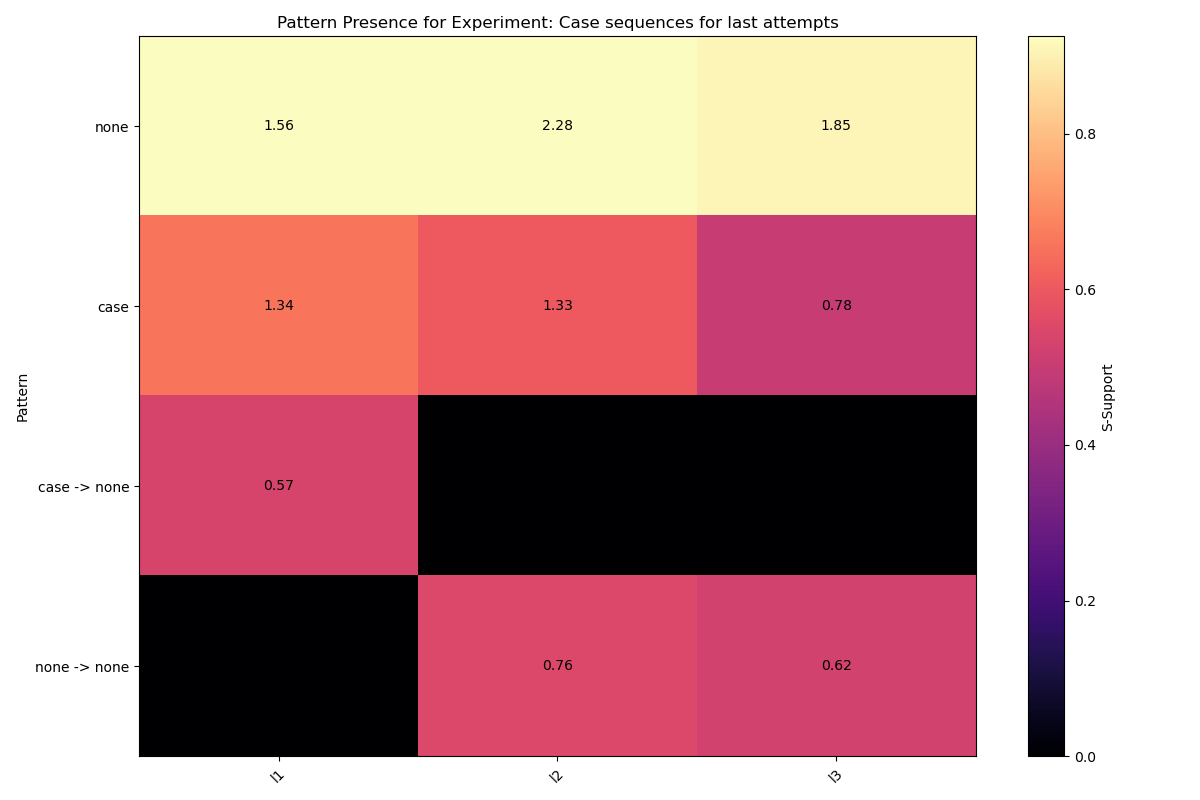 Pattern Presence for Experiment: Case sequences for last attempts
none
1.56
2.28
1.85
case
1.34
1.33
0.78
case -> none
0.57
none -> none
0.76
0.62
Pattern
I1
I2
I3
0.8
0.6
0.4
0.2
0.0
S-Support